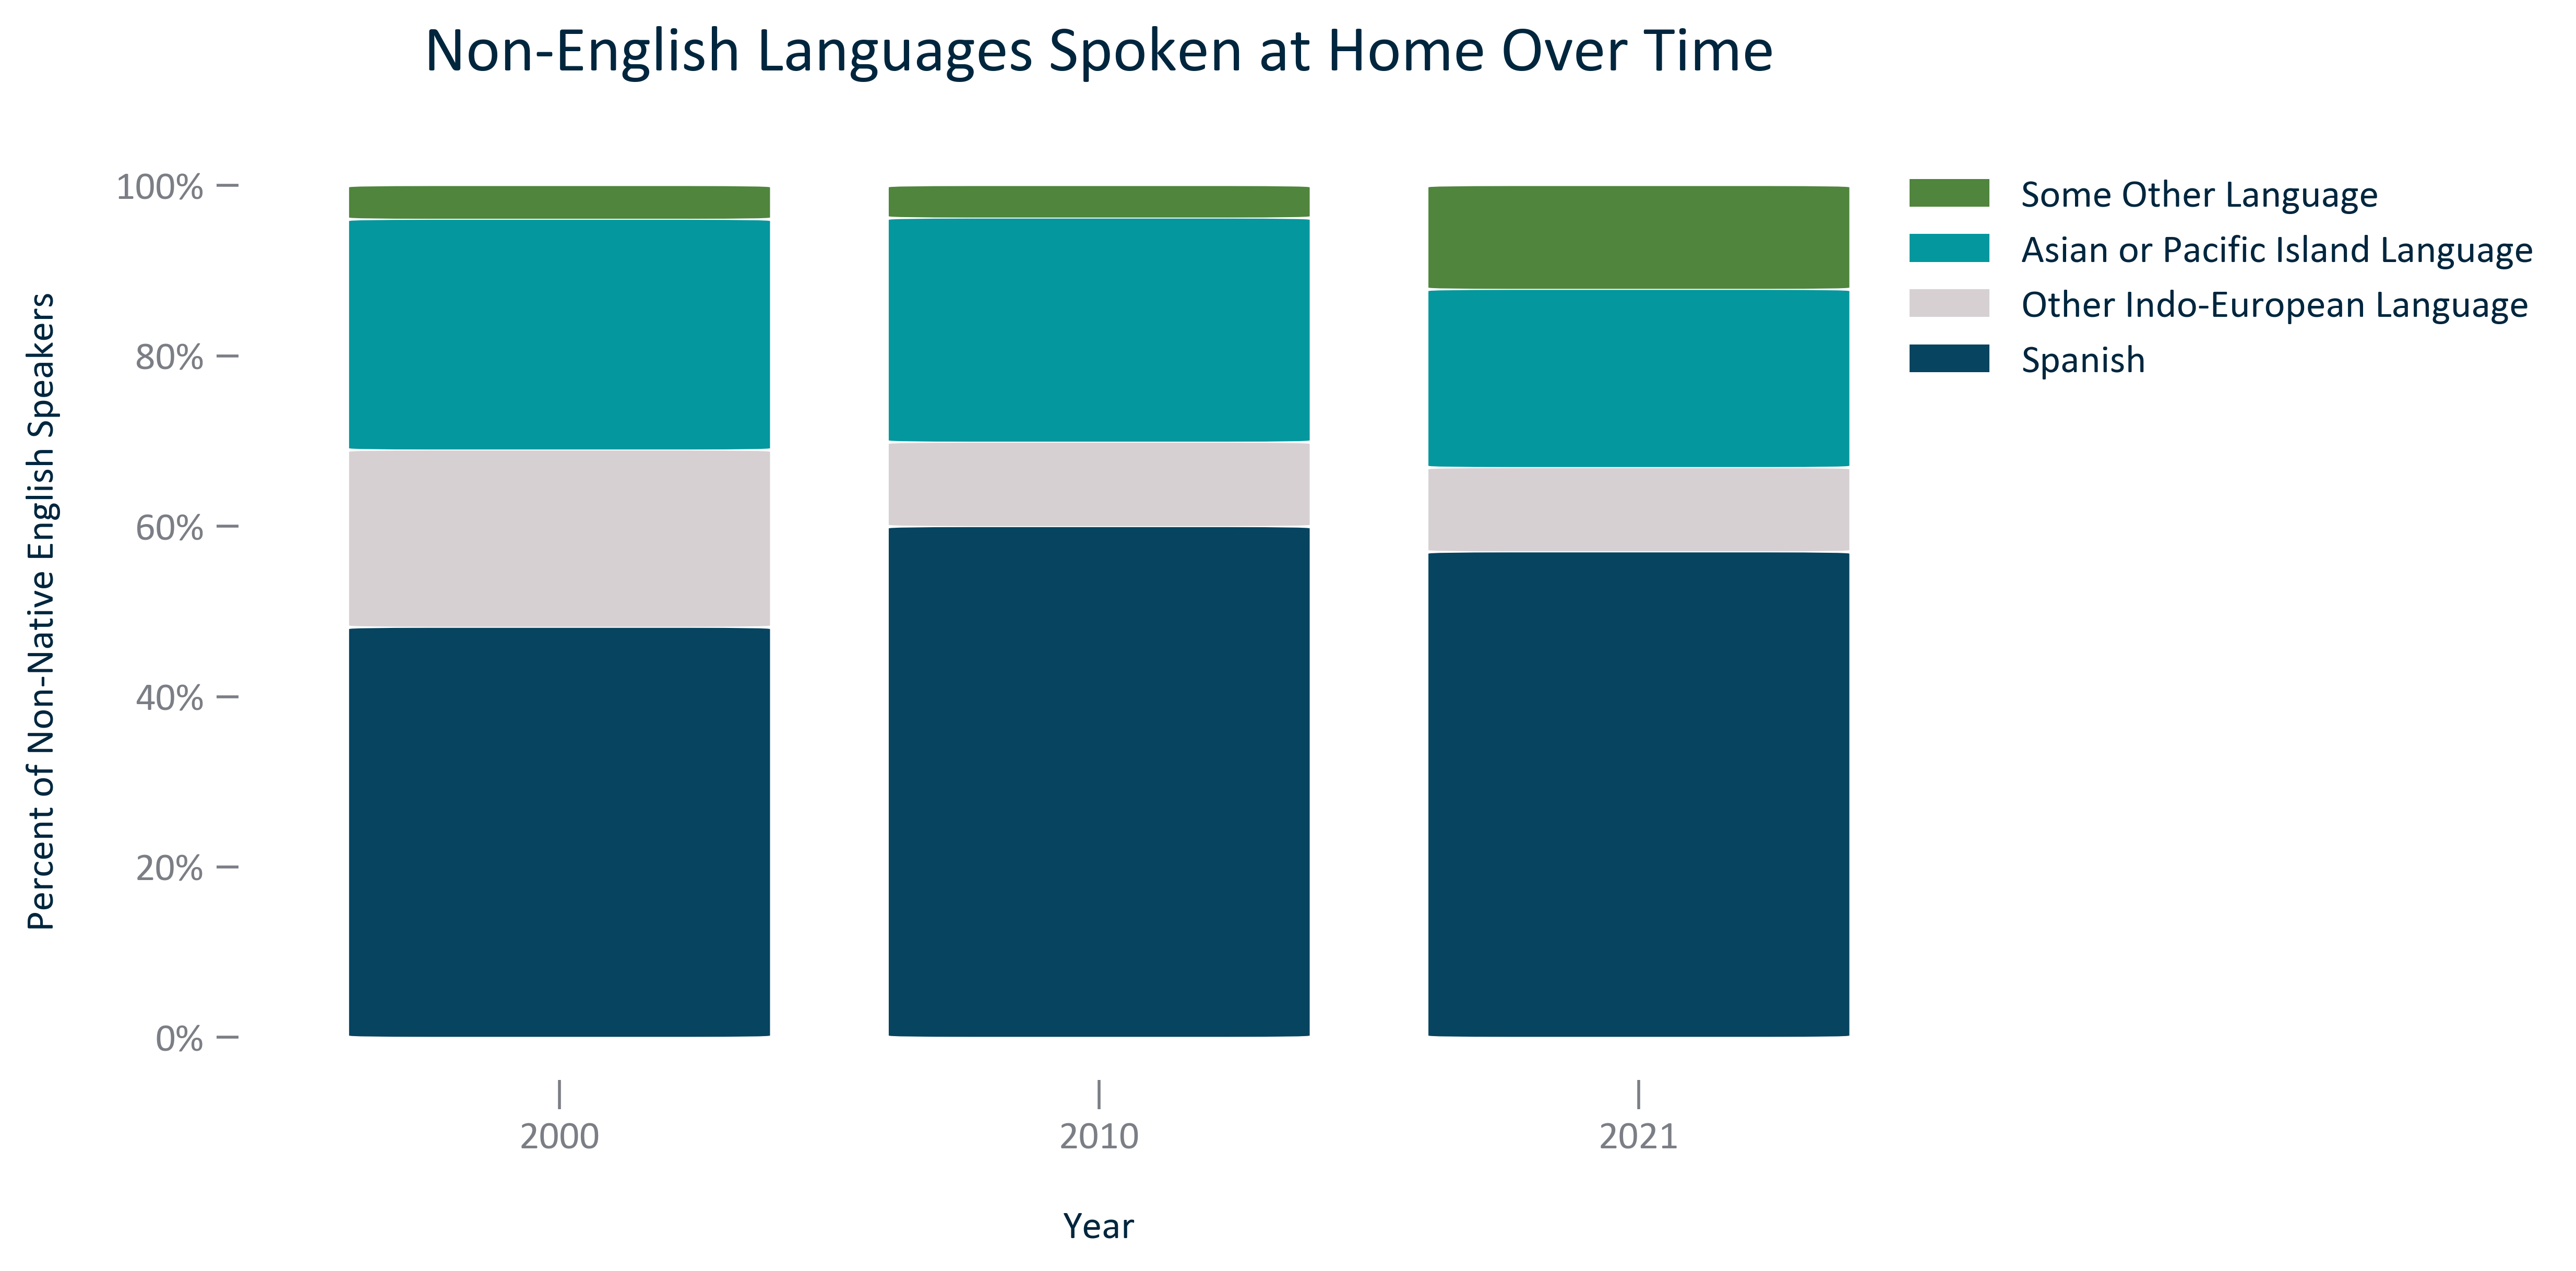 Non-English Languages Spoken at Home Over Time
Percent of Non-Native English Speakers
100%
80%
60%
40%
20%
0%
2000
2010
2021
Year
Some Other Language
Asian or Pacific Island Language
Other Indo-European Language
Spanish